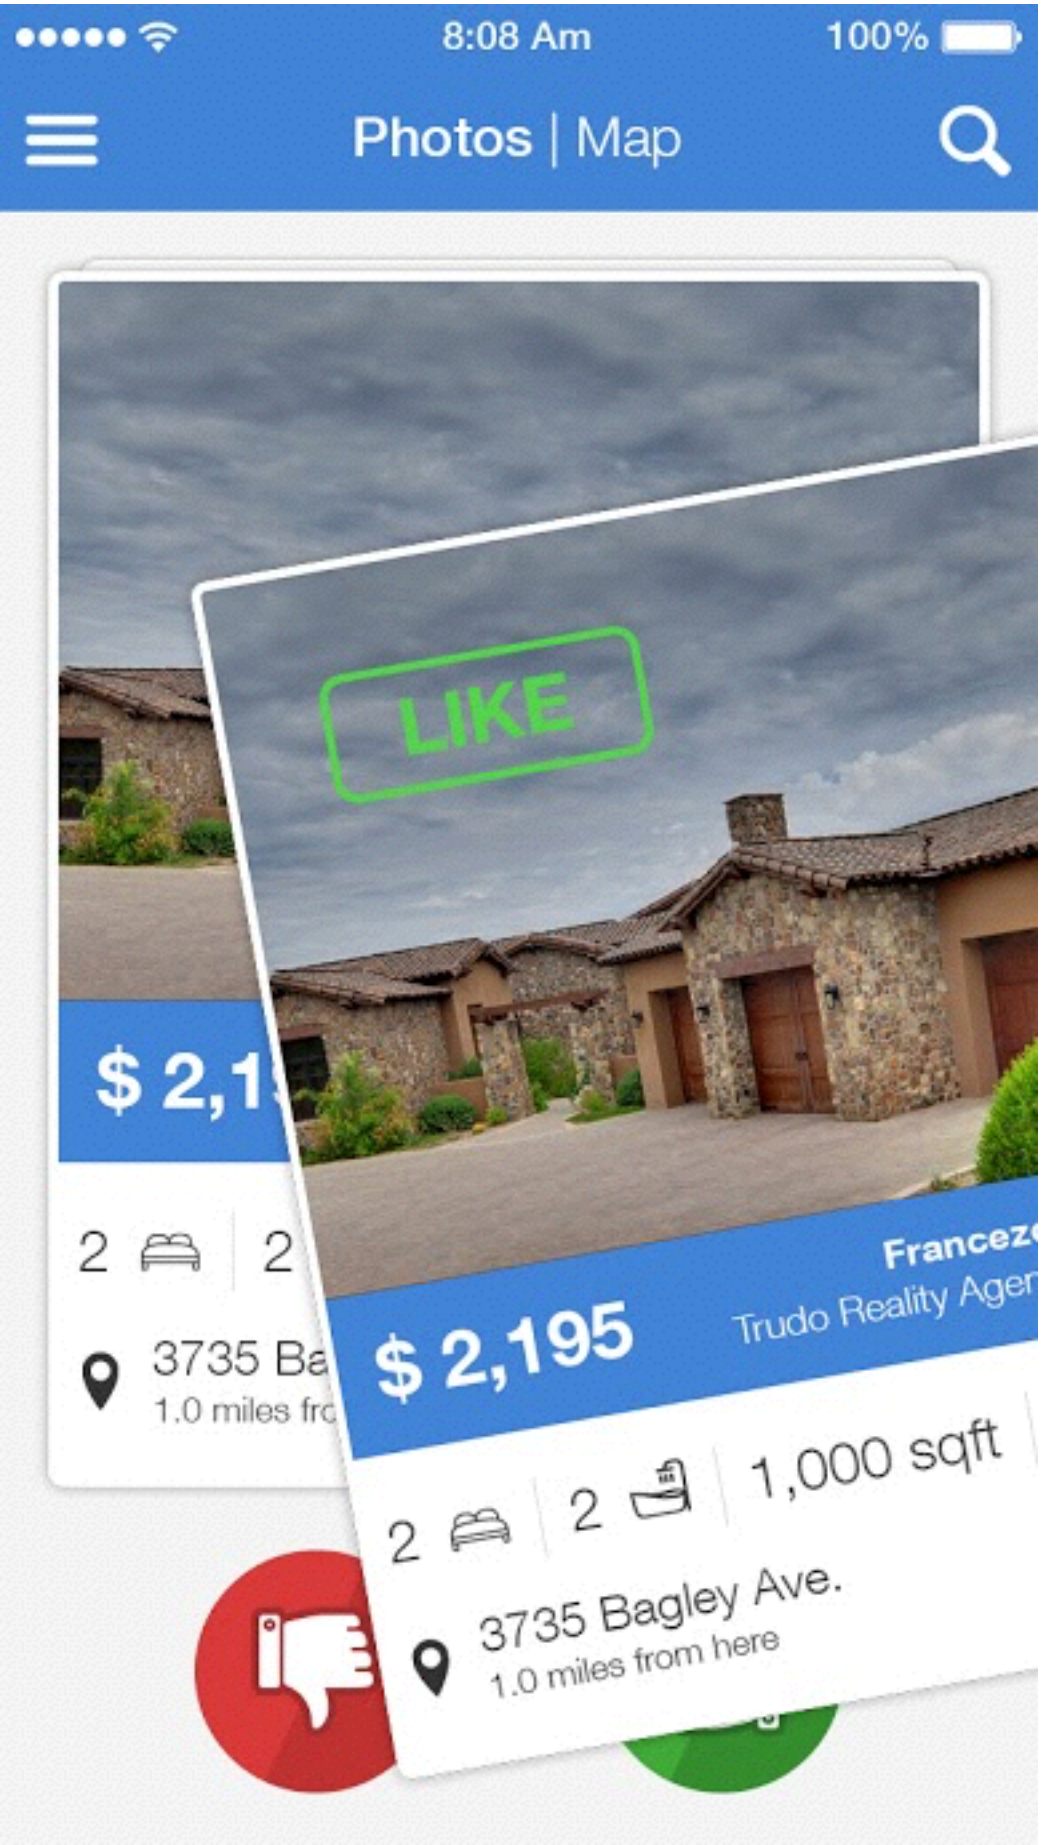 8:08 Am 100%
Photos | Map
LIKE
$ 2,1
2 2
3735 Ba
1.0 miles fro
Franceze
Trudo Reality Agen
$ 2,195
2 2 1,000 sqft
3735 Bagley Ave.
1.0 miles from here